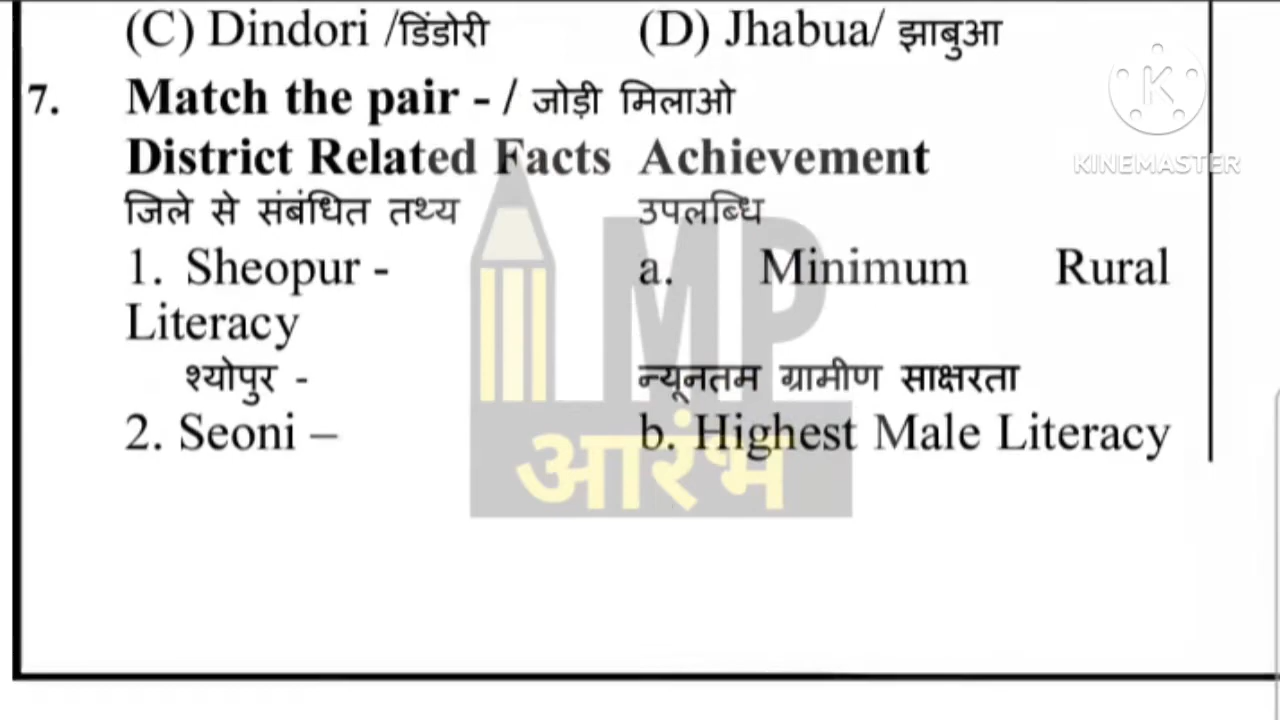 (C) Dindori /डिंडोरी (D) Jhabua/ झाबुआ
7. Match the pair - / जोड़ी मिलाओ
District Related Facts Achievement
जिले से संबंधित तथ्य उपलब्धि
1. Sheopur - a. Minimum Rural
Literacy
श्योपुर - न्यूनतम ग्रामीण साक्षरता
2. Seoni – b. Highest Male Literacy
K
KINEMASTER
MP
आरंभ